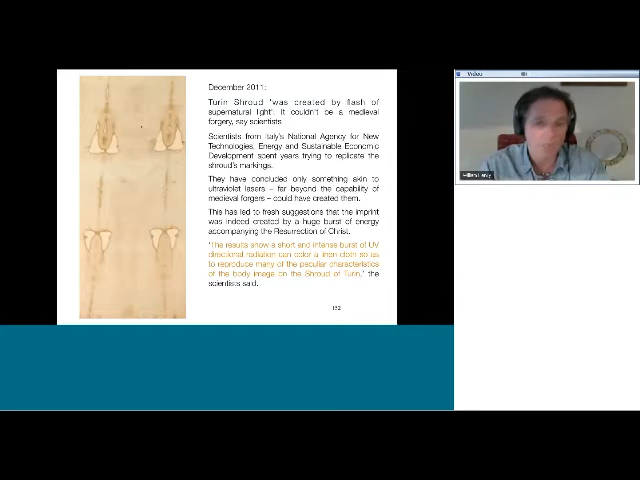 December 2011:
Turin Shroud 'was created by flash of
supernatural light'. It couldn't be a medieval
forgery, say scientists
Scientists from Italy's National Agency for New
Technologies, Energy and Sustainable Economic
Development spent years trying to replicate the
shroud's markings.
They have concluded only something akin to
ultraviolet lasers – far beyond the capability of
medieval forgers – could have created them.
This has led to fresh suggestions that the imprint
was indeed created by a huge burst of energy
accompanying the Resurrection of Christ.
'The results show a short and intense burst of UV
directional radiation can color a linen cloth so as
to reproduce many of the peculiar characteristics
of the body image on the Shroud of Turin,' the
scientists said.
132
Video
William Henry